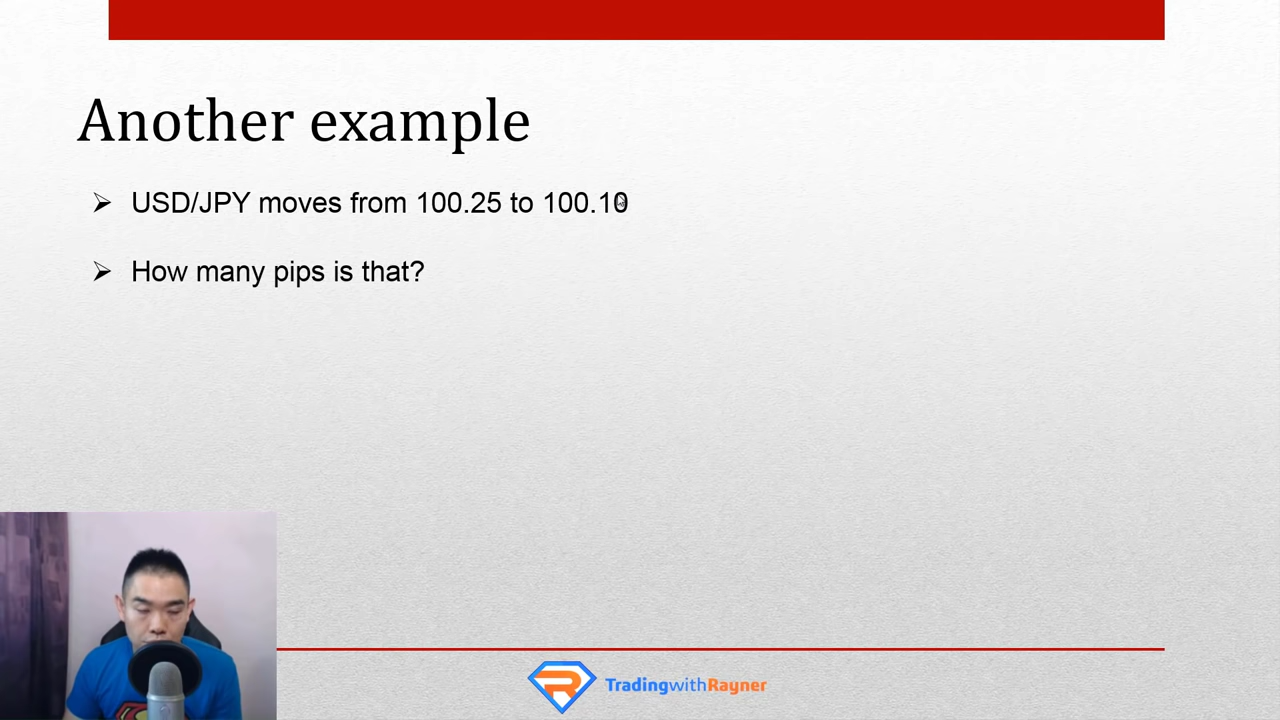 Another example
USD/JPY moves from 100.25 to 100.10
How many pips is that?
TradingwithRayner